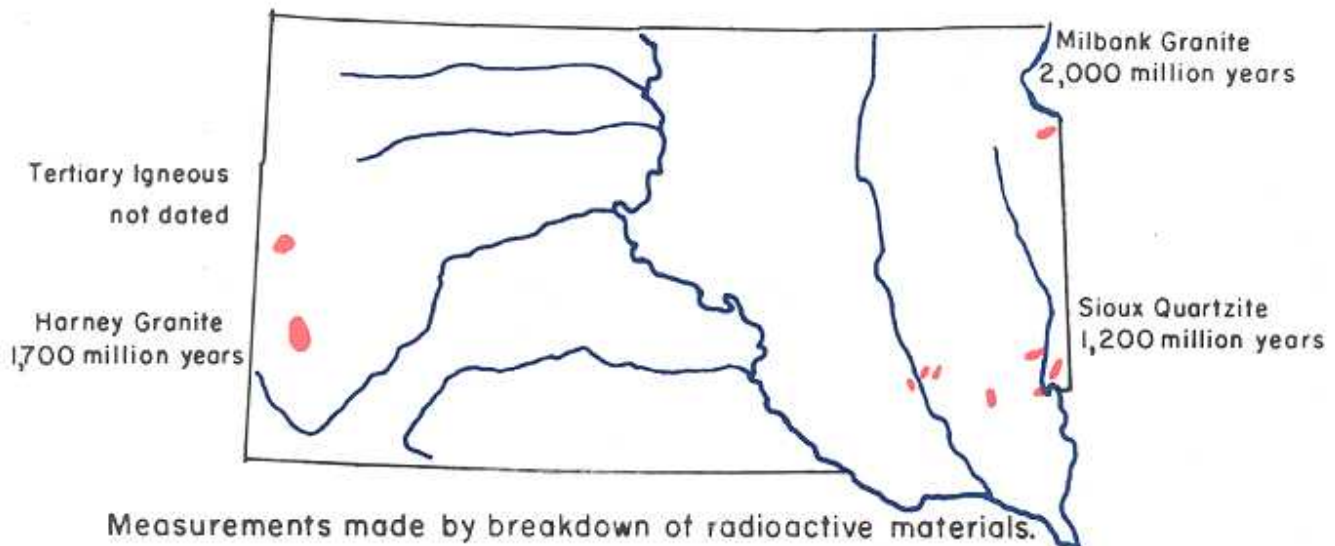 Milbank Granite
2,000 million years
Tertiary Igneous
not dated
Harney Granite
1,700 million years
Sioux Quartzite
1,200 million years
Measurements made by breakdown of radioactive materials.